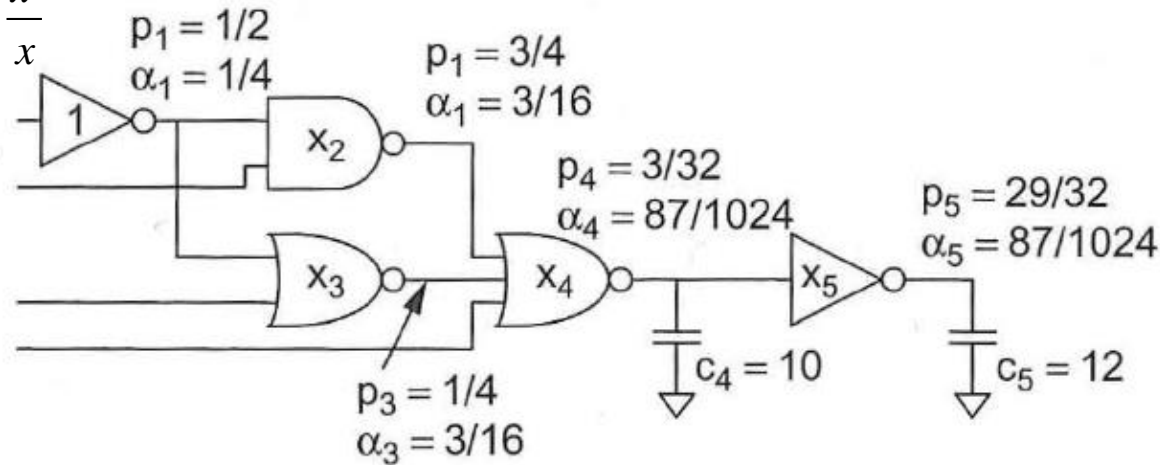 x
p₁ = 1/2
α₁ = 1/4
p₁ = 3/4
α₁ = 3/16
1
x₂
p₄ = 3/32
α₄ = 87/1024
p₅ = 29/32
α₅ = 87/1024
x₃
x₄
x₅
c₄ = 10
c₅ = 12
p₃ = 1/4
α₃ = 3/16